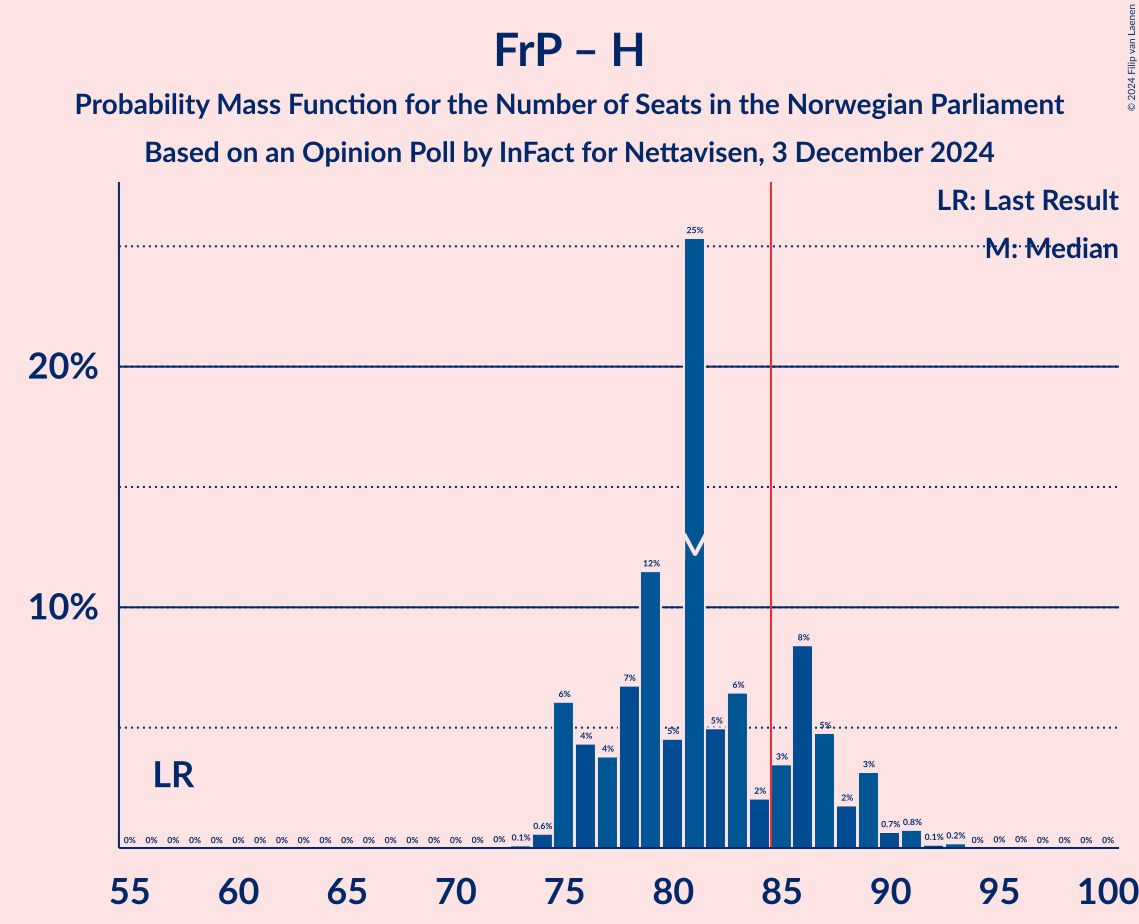 FrP – H
Probability Mass Function for the Number of Seats in the Norwegian Parliament
Based on an Opinion Poll by InFact for Nettavisen, 3 December 2024
© 2024 Filip van Laenen
LR: Last Result
M: Median
20%
10%
LR
0% 0% 0% 0% 0% 0% 0% 0% 0% 0% 0% 0% 0% 0% 0% 0% 0% 0% 0.1% 0.6% 6% 4% 4% 7% 12% 5% 25% 5% 6% 2% 3% 8% 5% 2% 3% 0.7% 0.8% 0.1% 0.2% 0% 0% 0% 0% 0% 0% 0%
55 60 65 70 75 80 85 90 95 100